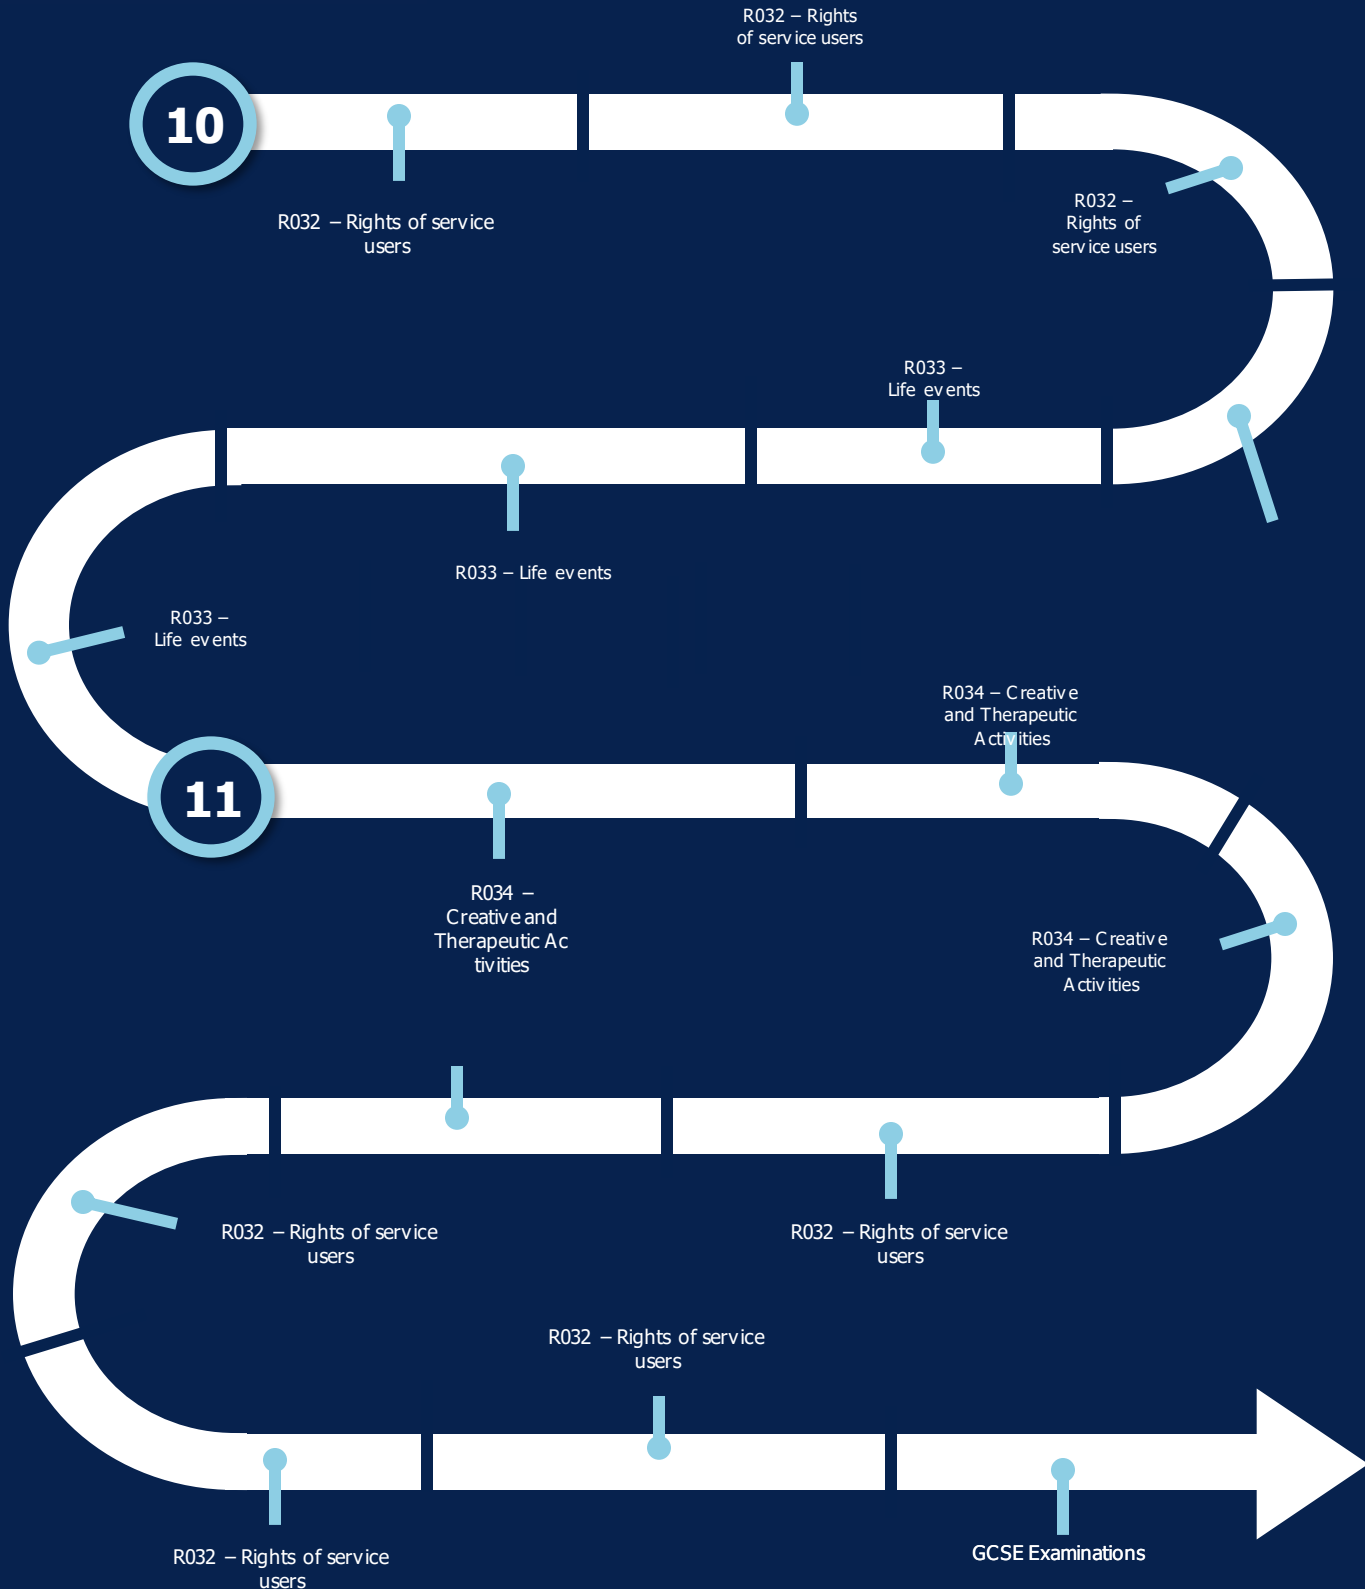 R032 – Rights
of service users
10
R032 – Rights of service
users
R032 –
Rights of
service users
R033 –
Life events
R033 – Life events
R033 –
Life events
R034 – Creative
and Therapeutic
Activities
11
R034 –
Creative and
Therapeutic Ac
tivities
R034 – Creative
and Therapeutic
Activities
R032 – Rights of service
users
R032 – Rights of service
users
R032 – Rights of service
users
R032 – Rights of service
users
GCSE Examinations